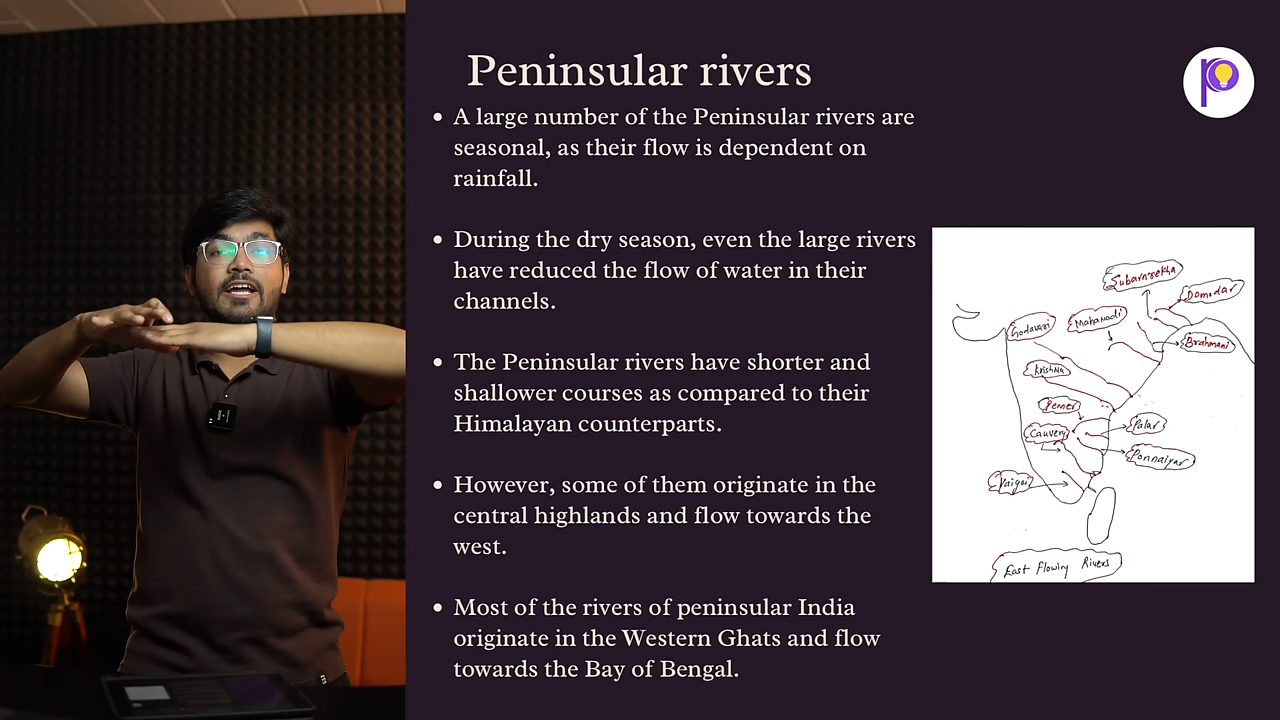 Peninsular rivers
• A large number of the Peninsular rivers are
seasonal, as their flow is dependent on
rainfall.
• During the dry season, even the large rivers
have reduced the flow of water in their
channels.
• The Peninsular rivers have shorter and
shallower courses as compared to their
Himalayan counterparts.
• However, some of them originate in the
central highlands and flow towards the
west.
• Most of the rivers of peninsular India
originate in the Western Ghats and flow
towards the Bay of Bengal.
Subarnrekha
Damodar
Godavari
Mahanadi
Brahmani
Krishna
Penner
Cauvery
Palar
Ponnaiyar
Vaigai
East Flowing Rivers